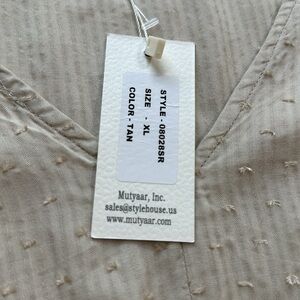 STYLE - 08028SR
SIZE - XL
COLOR - TAN
Mutyaar, Inc.
sales@stylehouse.us
www.mutyaar.com